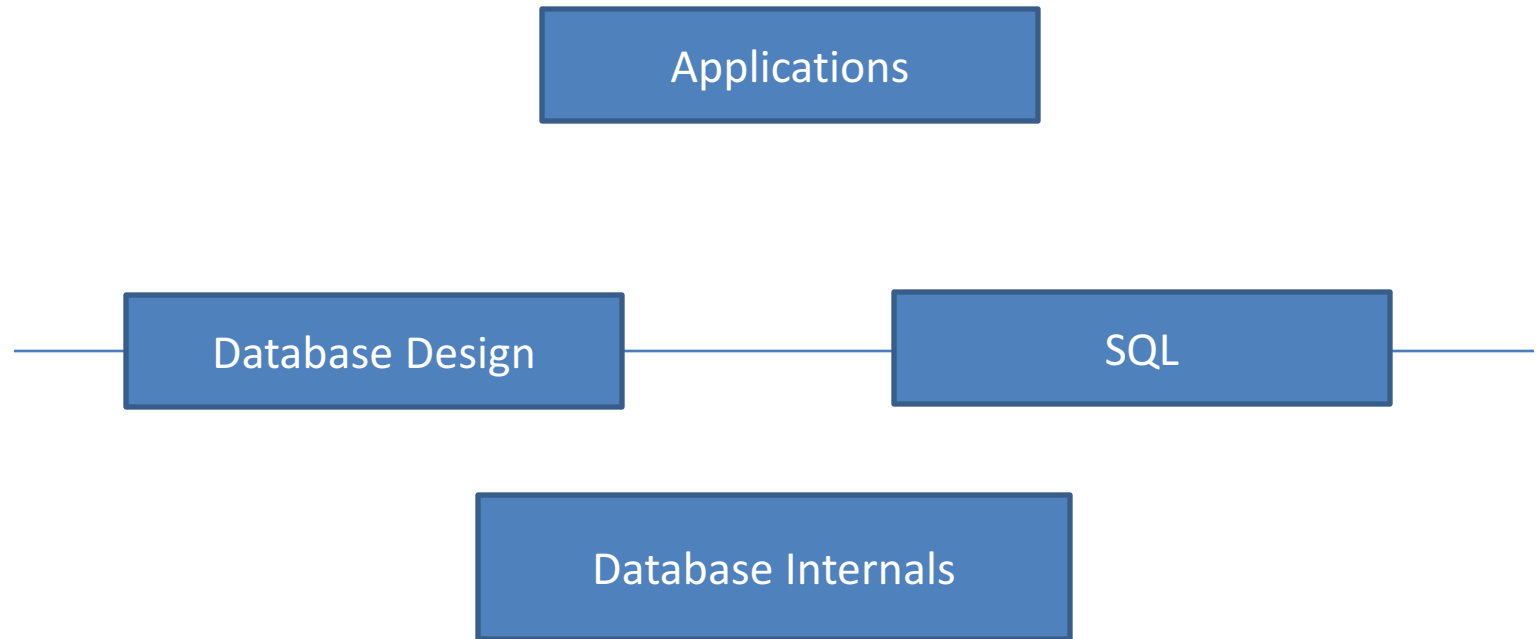 Applications
Database Design
SQL
Database Internals